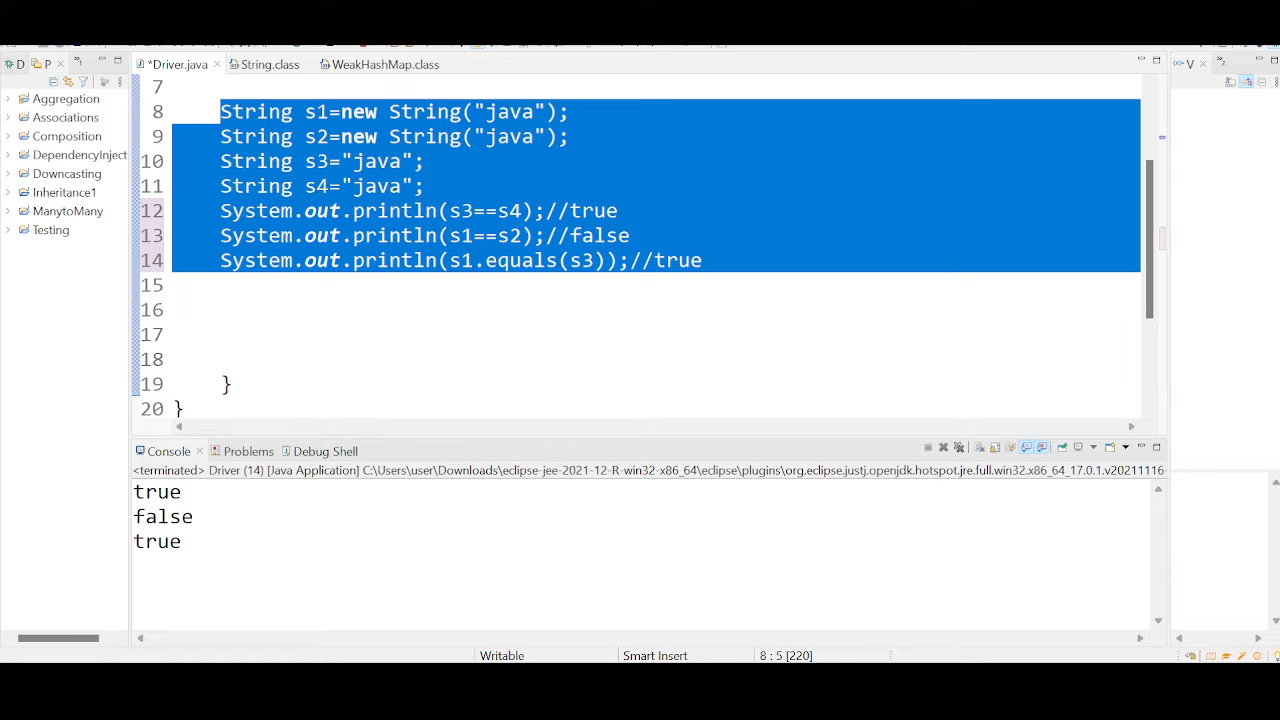 D P »1 *Driver.java String.class WeakHashMap.class V »2
Aggregation
Associations
Composition
DependencyInject
Downcasting
Inheritance1
ManytoMany
Testing
7
8 String s1=new String("java");
9 String s2=new String("java");
10 String s3="java";
11 String s4="java";
12 System.out.println(s3==s4);//true
13 System.out.println(s1==s2);//false
14 System.out.println(s1.equals(s3));//true
15
16
17
18
19 }
20 }
Console Problems Debug Shell
<terminated> Driver (14) [Java Application] C:\Users\user\Downloads\eclipse-jee-2021-12-R-win32-x86_64\eclipse\plugins\org.eclipse.justj.openjdk.hotspot.jre.full.win32.x86_64_17.0.1.v20211116-
true
false
true
Writable Smart Insert 8 : 5 [220]